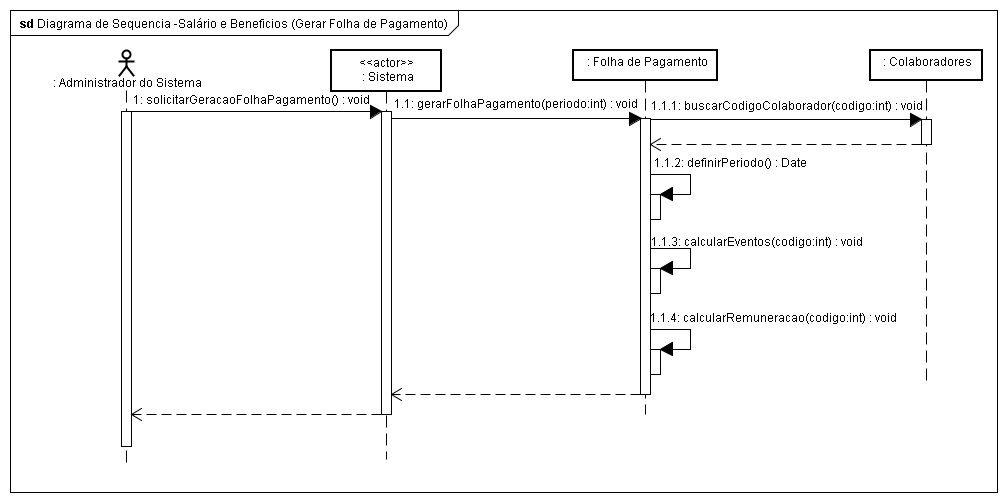 sd Diagrama de Sequencia -Salário e Beneficios (Gerar Folha de Pagamento)
: Administrador do Sistema
<<actor>>
: Sistema
: Folha de Pagamento
: Colaboradores
1: solicitarGeracaoFolhaPagamento() : void
1.1: gerarFolhaPagamento(periodo:int) : void
1.1.1: buscarCodigoColaborador(codigo:int) : void
1.1.2: definirPeriodo() : Date
1.1.3: calcularEventos(codigo:int) : void
1.1.4: calcularRemuneracao(codigo:int) : void